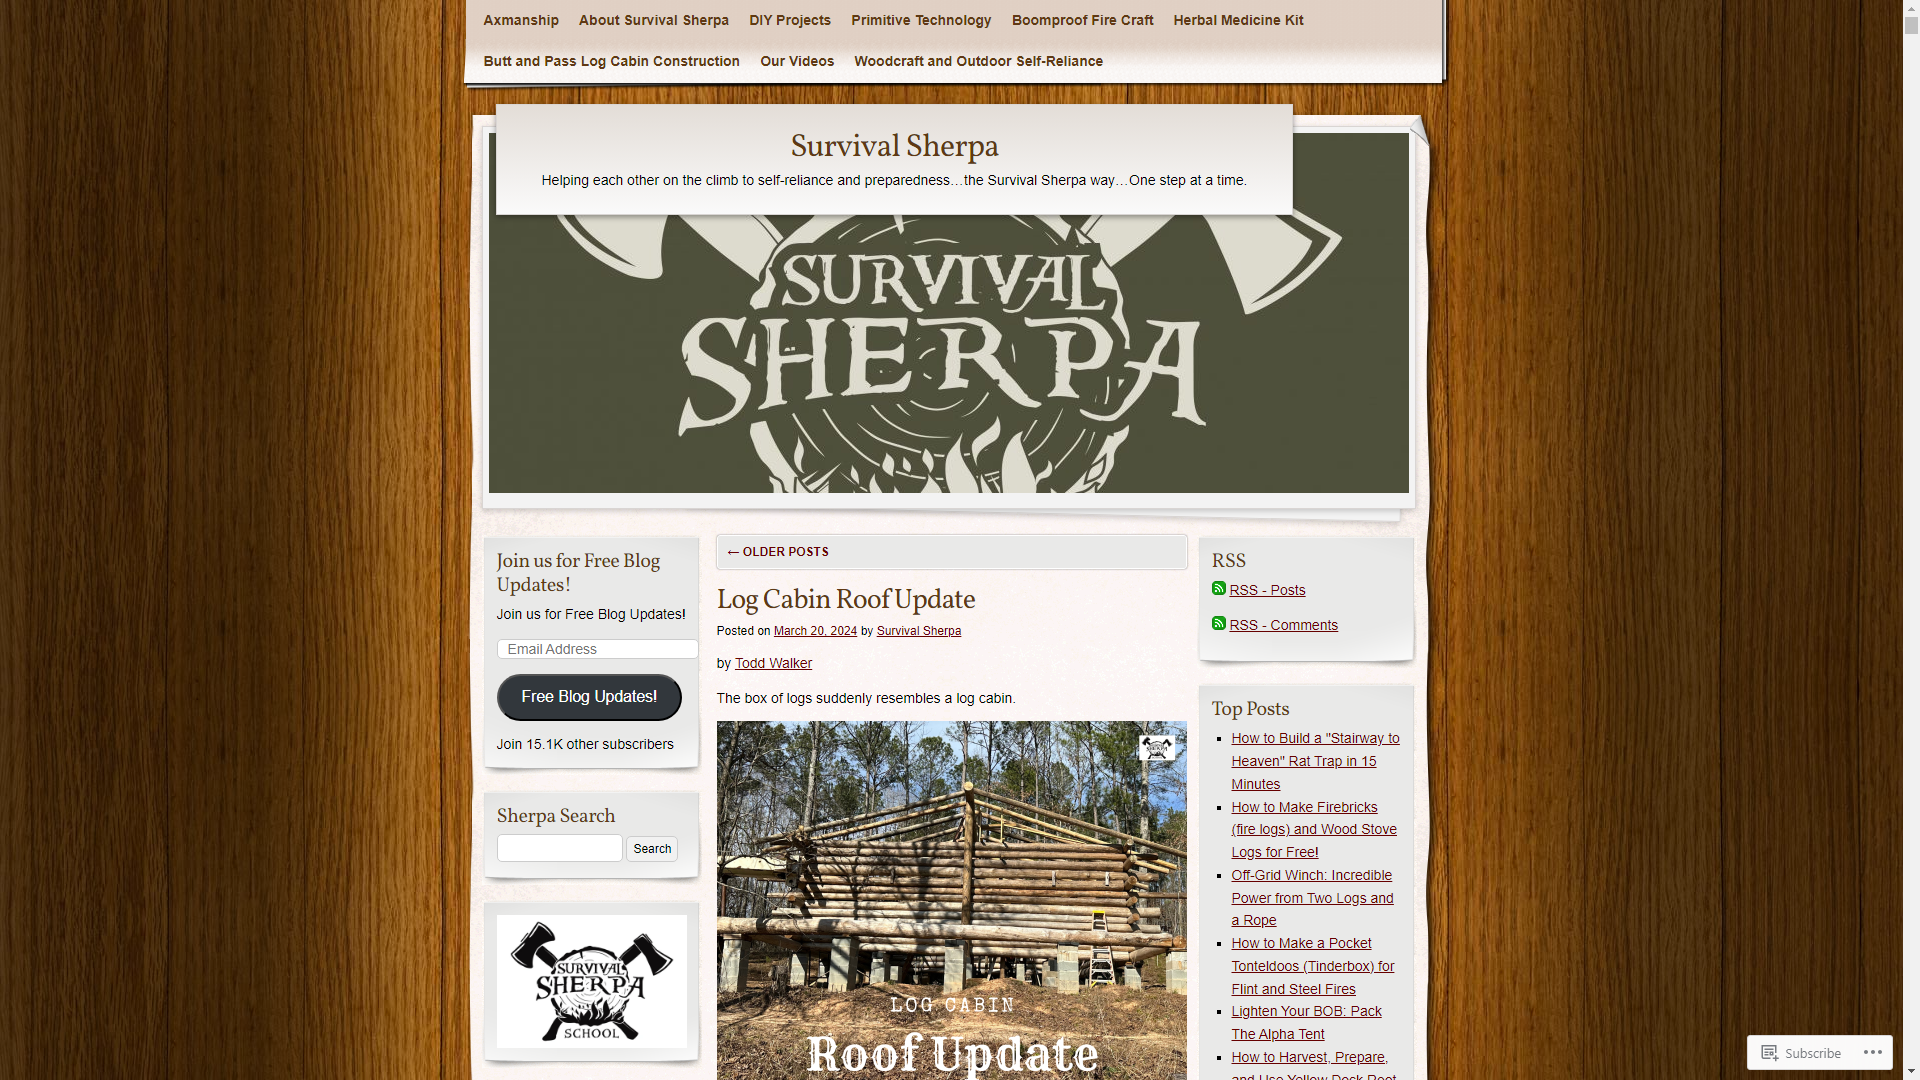 Axmanship About Survival Sherpa DIY Projects Primitive Technology Boomproof Fire Craft Herbal Medicine Kit
Butt and Pass Log Cabin Construction Our Videos Woodcraft and Outdoor Self-Reliance
Survival Sherpa
Helping each other on the climb to self-reliance and preparedness…the Survival Sherpa way…One step at a time.
SURVIVAL
SHERPA
Join us for Free Blog
Updates!
Join us for Free Blog Updates!
Email Address
Free Blog Updates!
Join 15.1K other subscribers
Sherpa Search
Search
SURVIVAL
SHERPA
SCHOOL
← OLDER POSTS
Log Cabin Roof Update
Posted on March 20, 2024 by Survival Sherpa
by Todd Walker
The box of logs suddenly resembles a log cabin.
SHERPA
LOG CABIN
Roof Update
RSS
RSS - Posts
RSS - Comments
Top Posts
How to Build a "Stairway to
Heaven" Rat Trap in 15
Minutes
How to Make Firebricks
(fire logs) and Wood Stove
Logs for Free!
Off-Grid Winch: Incredible
Power from Two Logs and
a Rope
How to Make a Pocket
Tonteldoos (Tinderbox) for
Flint and Steel Fires
Lighten Your BOB: Pack
The Alpha Tent
How to Harvest, Prepare,
and Use Yellow Dock Root
Subscribe